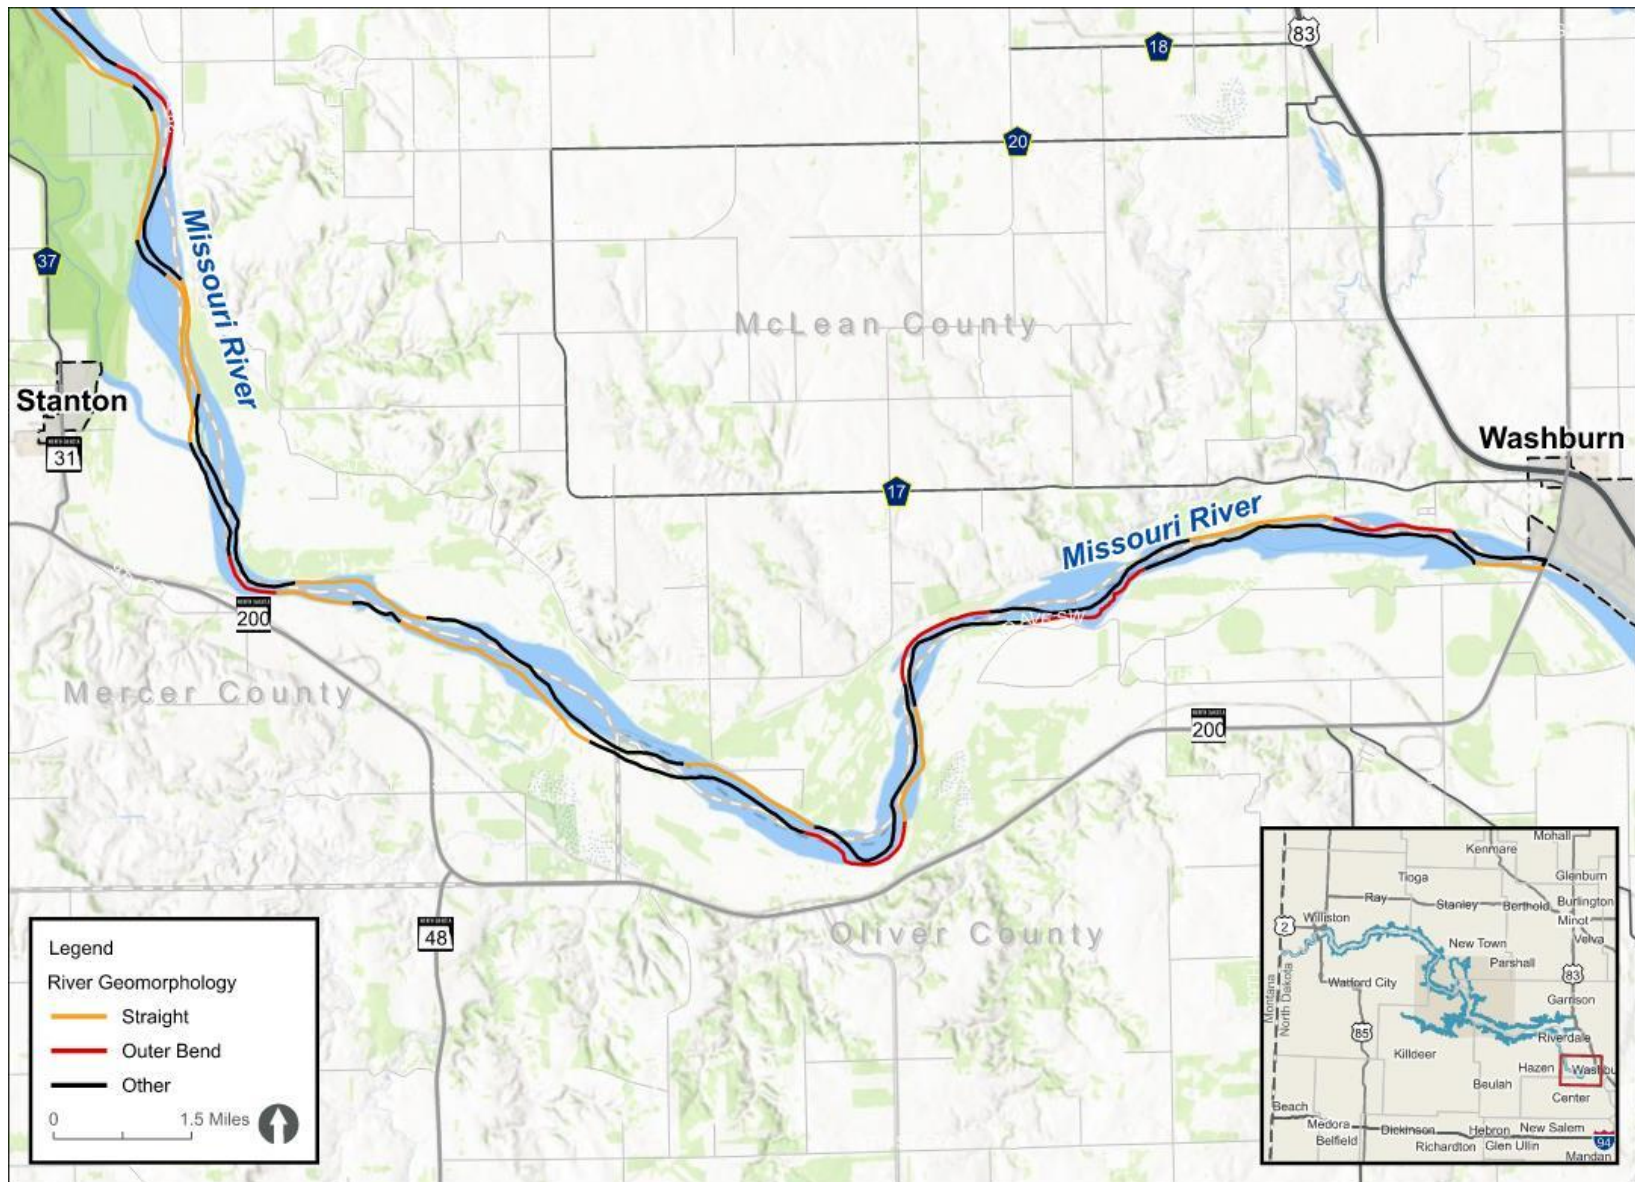 83
18
20
37
Missouri River
McLean County
Stanton
31
Washburn
17
Missouri River
200
Mercer County
200
48
Oliver County
Legend
River Geomorphology
Straight
Outer Bend
Other
0 1.5 Miles
Mohall
Kenmare
Tioga
Glenburn
Ray
Stanley
Berthold
Burlington
Williston
Minot
2
New Town
Velva
Parshall
83
Watford City
Montana
North Dakota
Garrison
85
Riverdale
Killdeer
Hazen
Washbu
Beulah
Center
Beach
Medora
Dickinson
Hebron
New Salem
Belfield
Richardton
Glen Ullin
94
Mandan